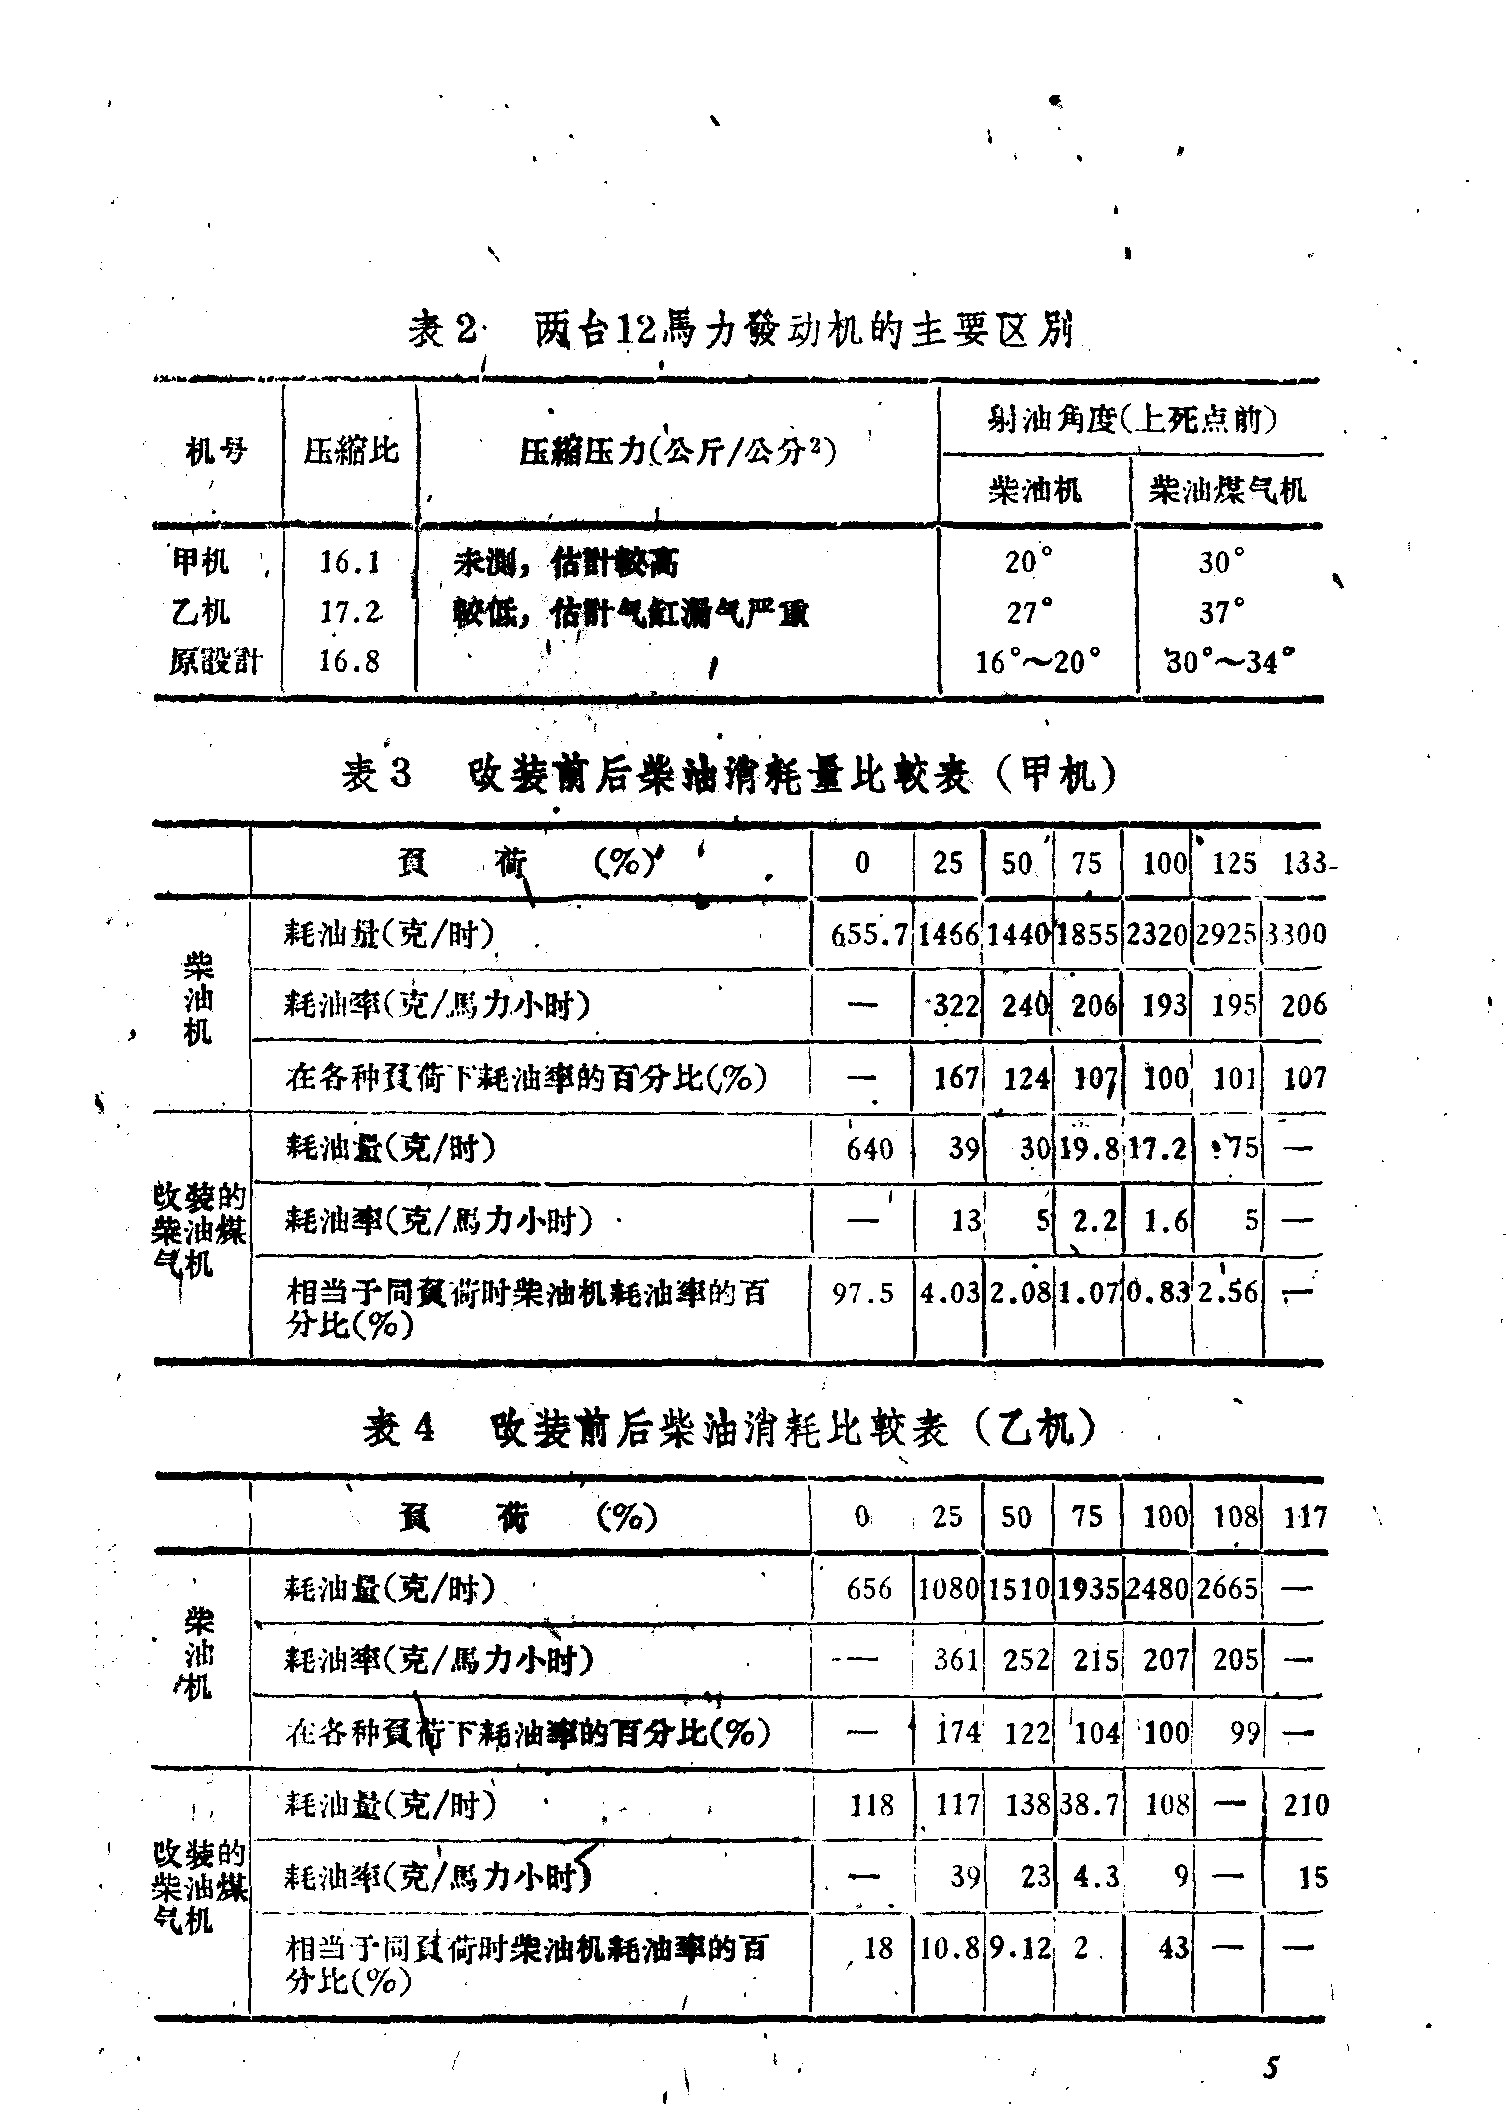 表2 两台12馬力發动机的主要区别
机号 压縮比 压縮压力(公斤/公分²) 射油角度(上死点前)
柴油机 柴油煤气机
甲机 16.1 未測，估計較高 20° 30°
乙机 17.2 較低，估計气缸漏气严重 27° 37°
原設計 16.8 16°～20° 30°～34°
表3 改装前后柴油消耗量比較表（甲机）
負荷 (%) 0 25 50 75 100 125 133
柴油机
耗油量(克/时) 655.7 1466 1440 1855 2320 2925 3300
耗油率(克/馬力小时) — 322 240 206 193 195 206
在各种負荷下耗油率的百分比(%) — 167 124 107 100 101 107
改装的
柴油煤
气机
耗油量(克/时) 640 39 30 19.8 17.2 75 —
耗油率(克/馬力小时) — 13 5 2.2 1.6 5 —
相当于同負荷时柴油机耗油率的百 97.5 4.03 2.08 1.07 0.83 2.56 —
分比(%)
表4 改装前后柴油消耗比較表（乙机）
負荷 (%) 0 25 50 75 100 108 117
柴油机
耗油量(克/时) 656 1080 1510 1935 2480 2665 —
耗油率(克/馬力小时) — 361 252 215 207 205 —
在各种負荷下耗油率的百分比(%) — 174 122 104 100 99 —
改装的
柴油煤
气机
耗油量(克/时) 118 117 138 38.7 108 — 210
耗油率(克/馬力小时) — 39 23 4.3 9 — 15
相当于同負荷时柴油机耗油率的百 18 10.8 9.12 2 43 — —
分比(%)
5